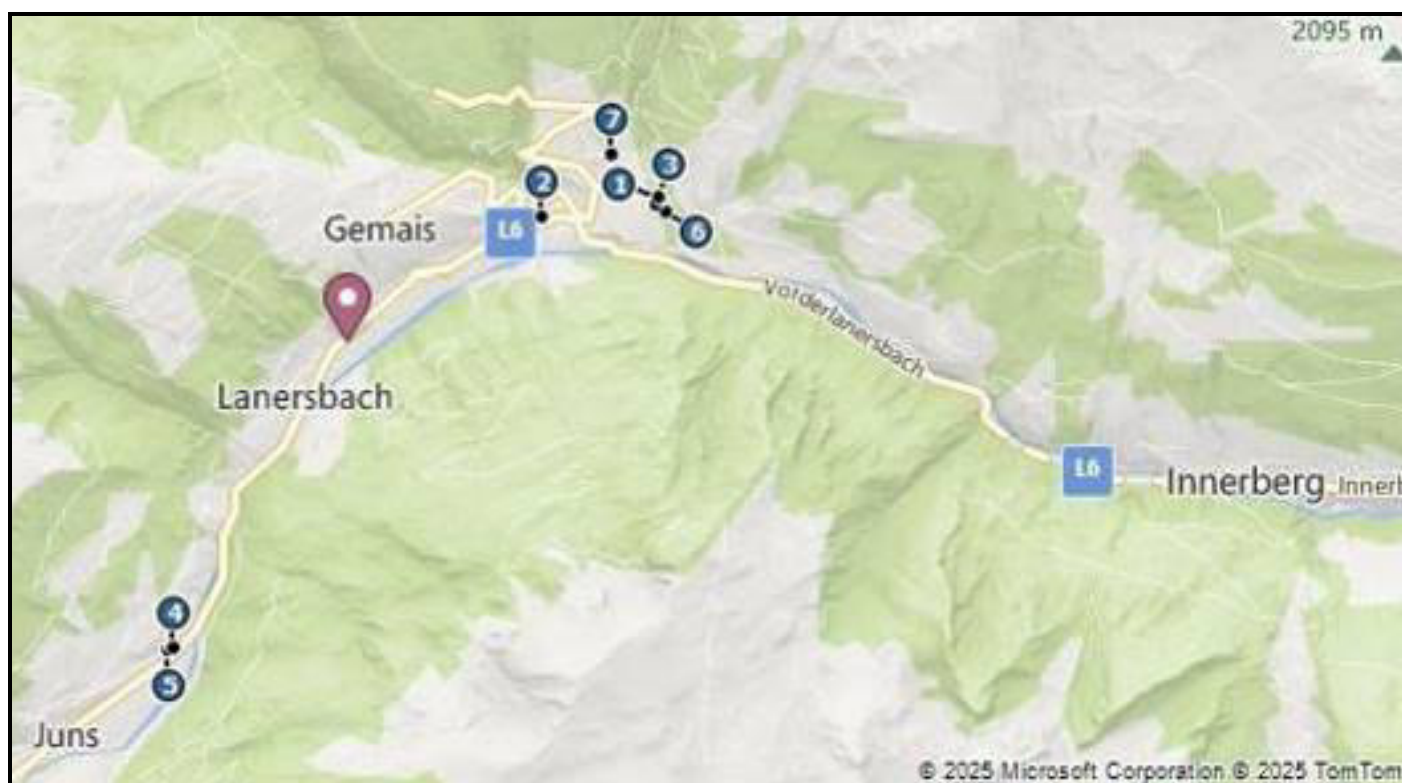 2095 m
7
3
1
2
6
L6
Gemais
Vorderlanersbach
Lanersbach
L6
Innerberg Innerb
4
5
Juns
© 2025 Microsoft Corporation © 2025 TomTom